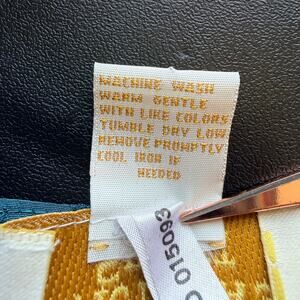 MACHINE WASH
WARM GENTLE
WITH LIKE COLORS
TUMBLE DRY LOW
REMOVE PROMPTLY
COOL IRON IF
NEEDED
015093